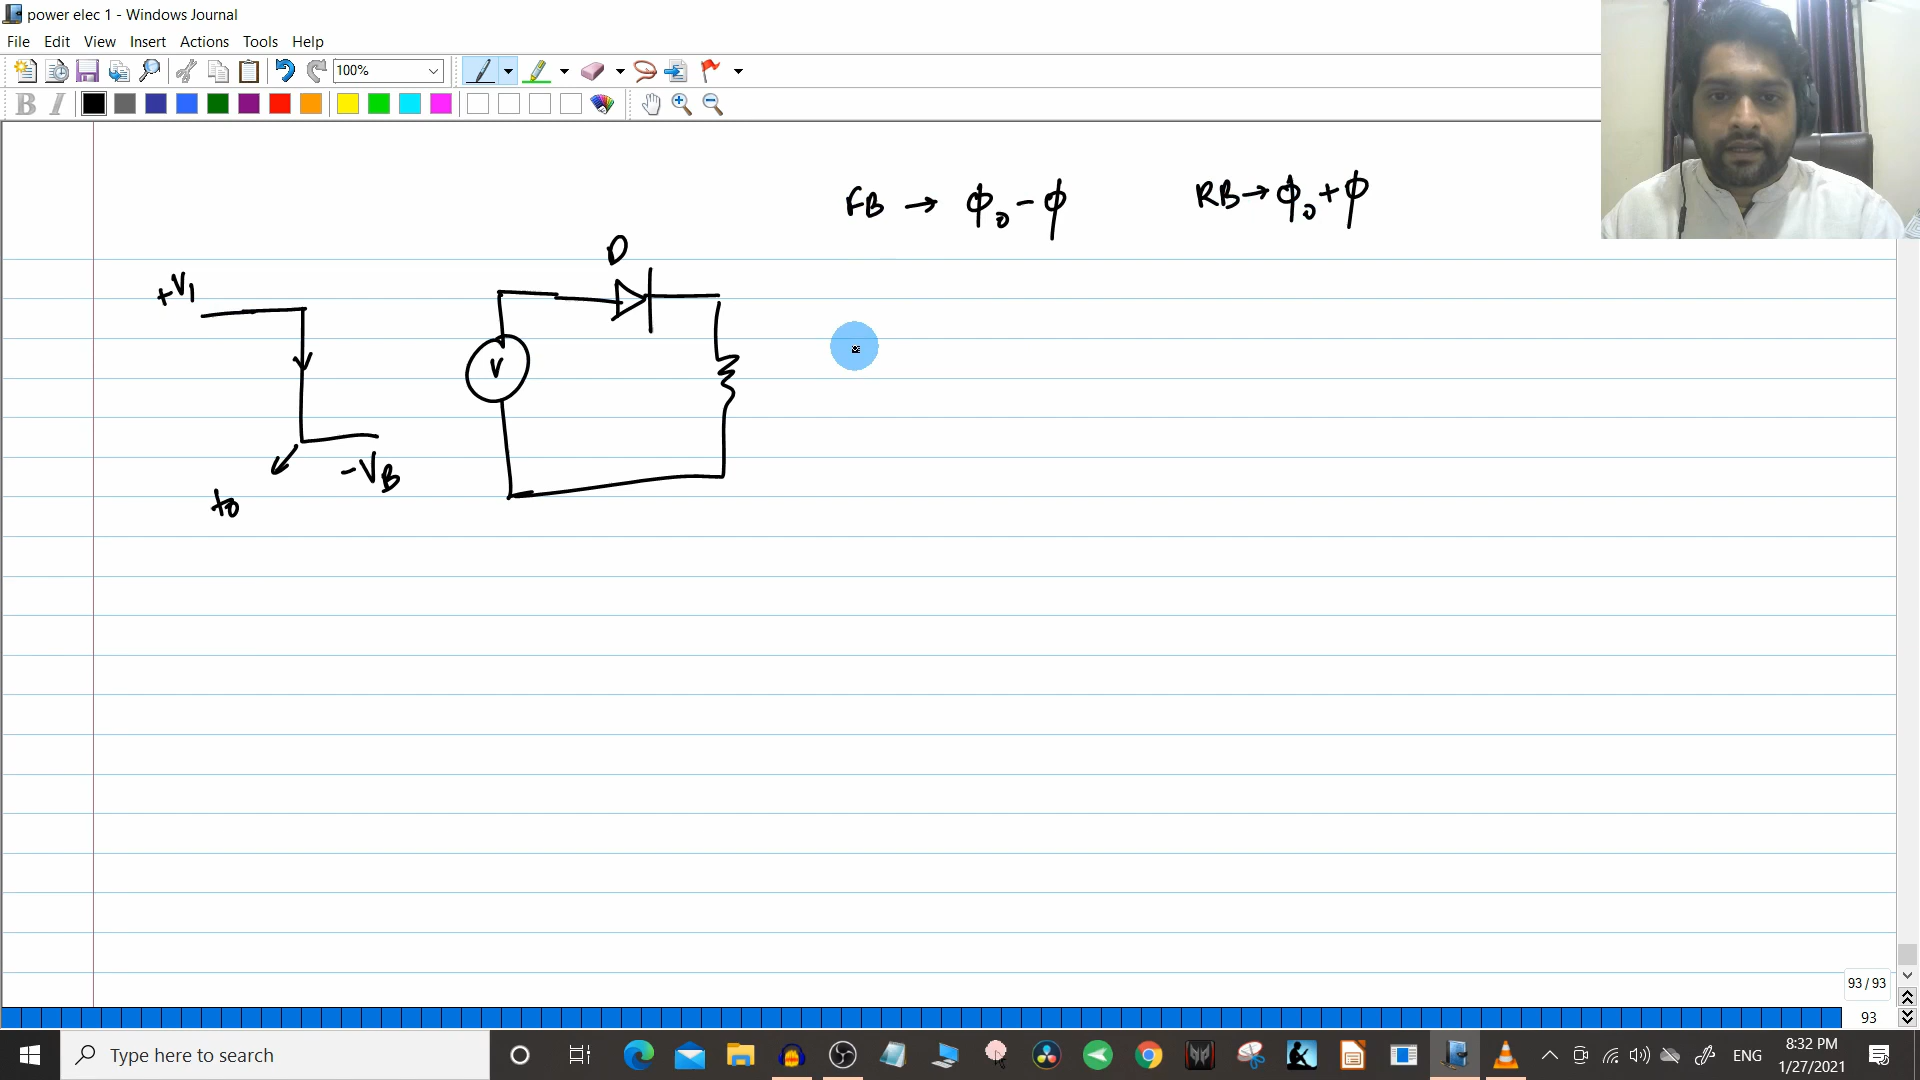 power elec 1 - Windows Journal
File Edit View Insert Actions Tools Help
100%
B I
FB → ϕ₀ - ϕ
RB → ϕ₀ + ϕ
D
+V₁
V
-V_B
t₀
93 / 93
93
Type here to search
ENG
8:32 PM
1/27/2021